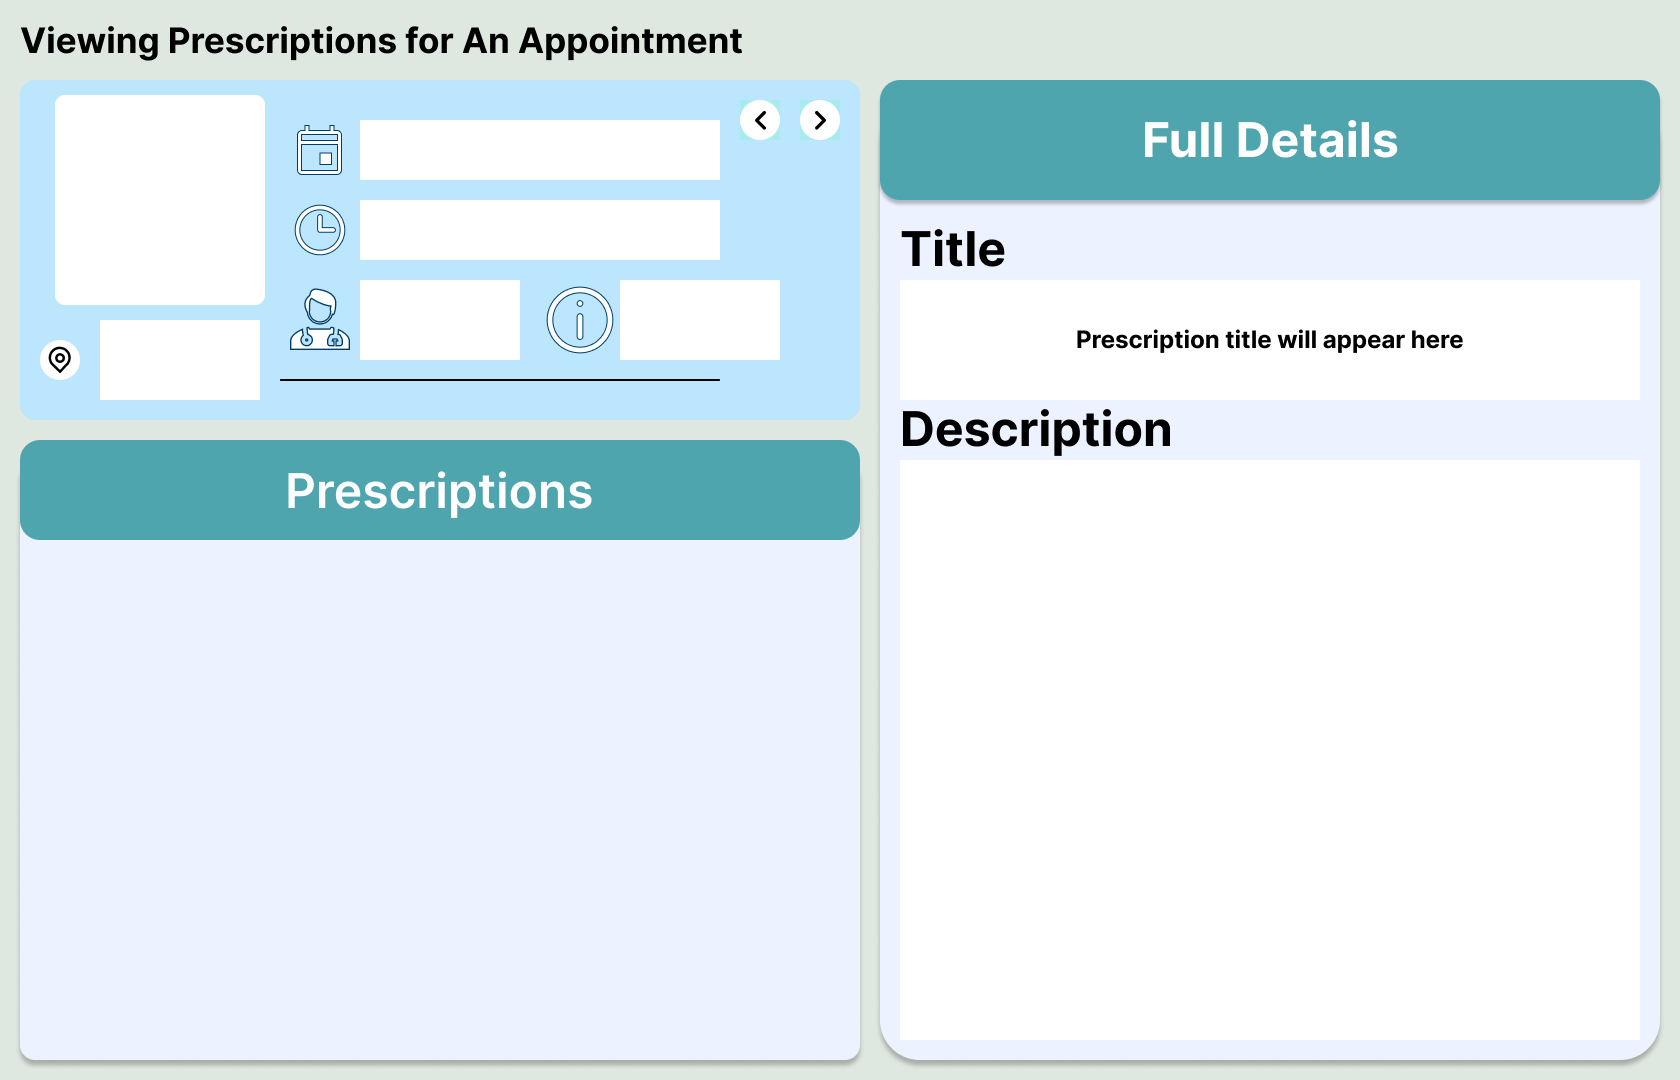 Viewing Prescriptions for An Appointment
Full Details
Title
Prescription title will appear here
Description
Prescriptions